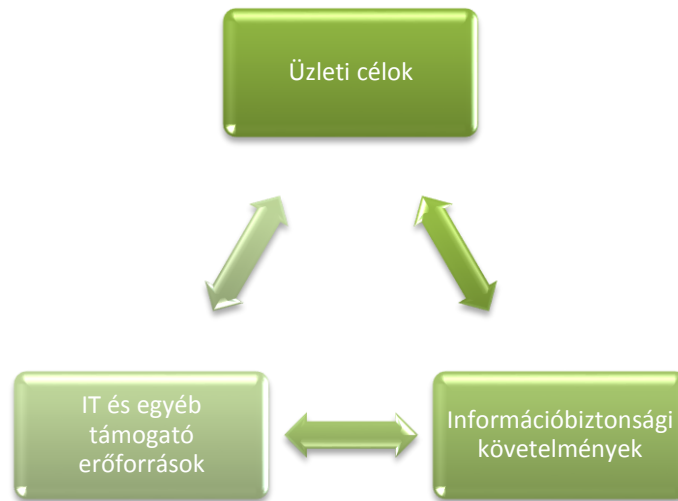 Üzleti célok
IT és egyéb
támogató
erőforrások
Információbiztonsági
követelmények